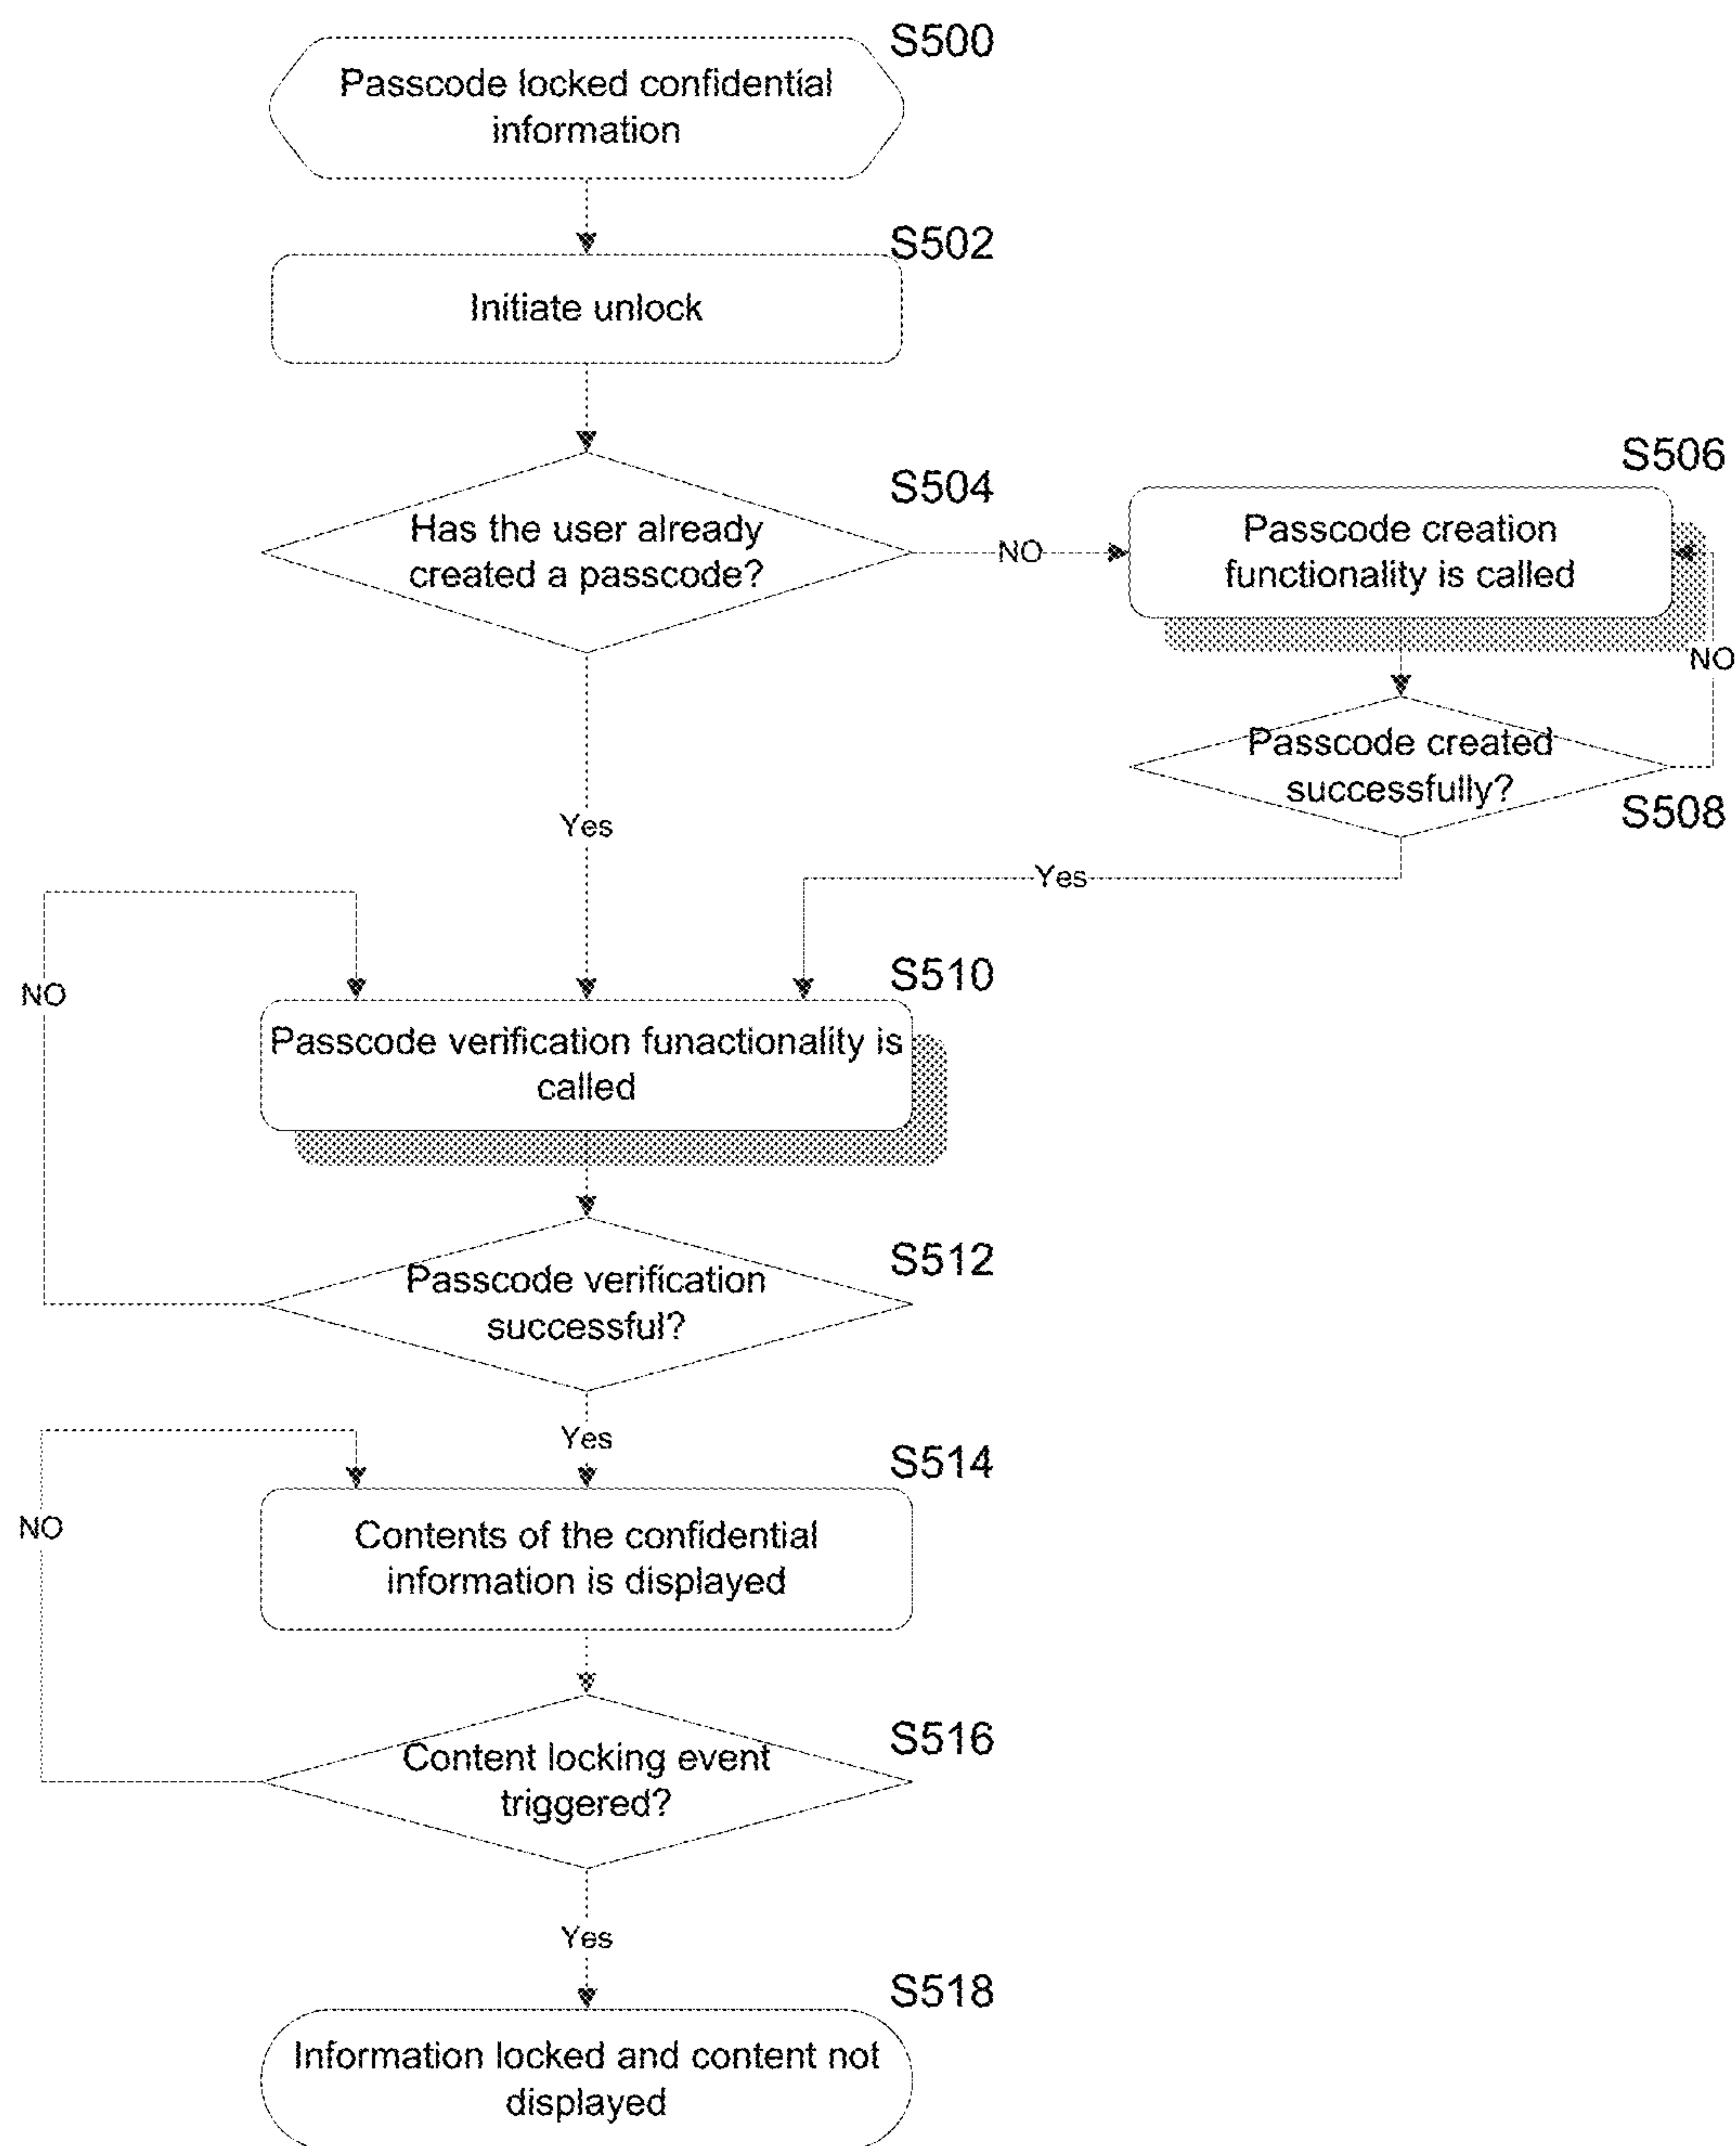 S500
Passcode locked confidential
information
S502
Initiate unlock
S504
Has the user already
created a passcode?
NO
S506
Passcode creation
functionality is called
NO
Passcode created
successfully?
S508
Yes
Yes
NO
S510
Passcode verification funactionality is
called
S512
Passcode verification
successful?
Yes
S514
NO
Contents of the confidential
information is displayed
S516
Content locking event
triggered?
Yes
S518
Information locked and content not
displayed